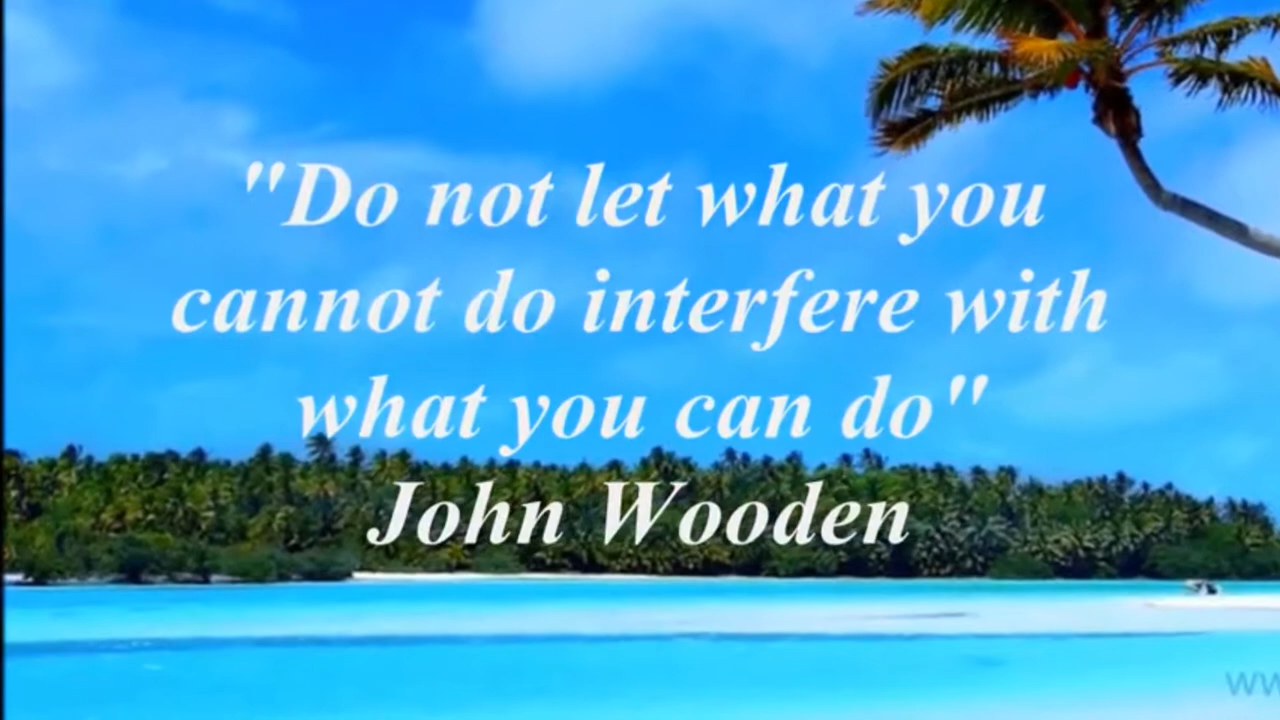 "Do not let what you
cannot do interfere with
what you can do"
John Wooden